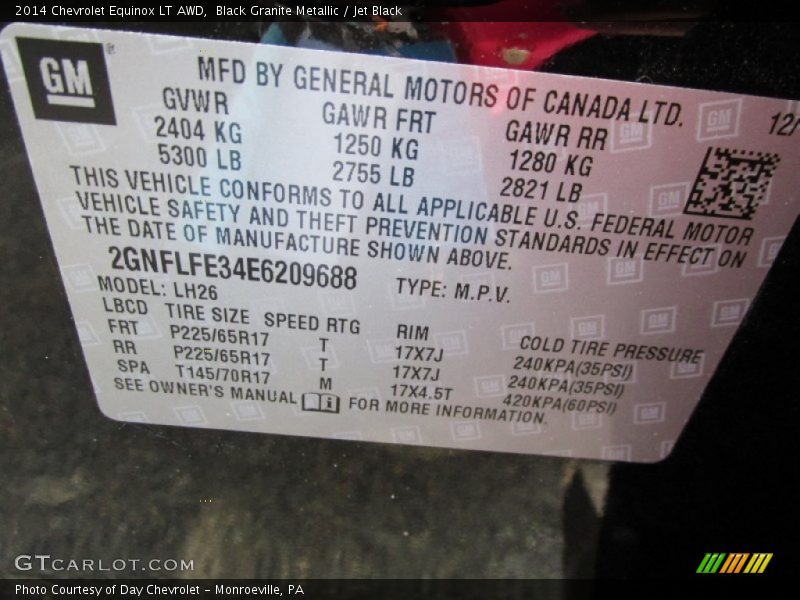 2014 Chevrolet Equinox LT AWD, Black Granite Metallic / Jet Black
GM
MFD BY GENERAL MOTORS OF CANADA LTD.
12/
GVWR GAWR FRT GAWR RR
2404 KG 1250 KG 1280 KG
5300 LB 2755 LB 2821 LB
THIS VEHICLE CONFORMS TO ALL APPLICABLE U.S. FEDERAL MOTOR
VEHICLE SAFETY AND THEFT PREVENTION STANDARDS IN EFFECT ON
THE DATE OF MANUFACTURE SHOWN ABOVE.
2GNFLFE34E6209688 TYPE: M.P.V.
MODEL: LH26
LBCD TIRE SIZE SPEED RTG RIM COLD TIRE PRESSURE
FRT P225/65R17 T 17X7J 240KPA(35PSI)
RR P225/65R17 T 17X7J 240KPA(35PSI)
SPA T145/70R17 M 17X4.5T 420KPA(60PSI)
SEE OWNER'S MANUAL FOR MORE INFORMATION.
GTCARLOT.COM
Photo Courtesy of Day Chevrolet - Monroeville, PA